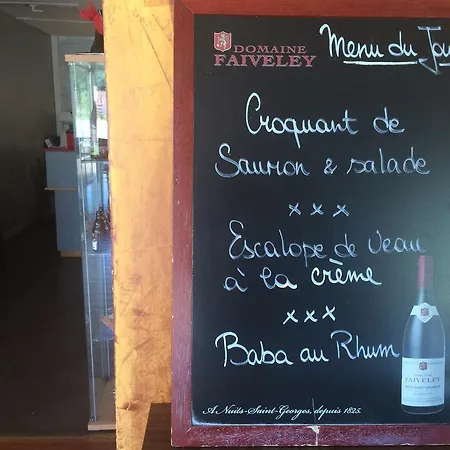 DOMAINE
FAIVELEY
Menu du Jou
Croquant de
Saumon & salade
x x x
Escalope de veau
à la crème
x x x
Baba au Rhum
FAIVELEY
A Nuits-Saint-Georges, depuis 1825.